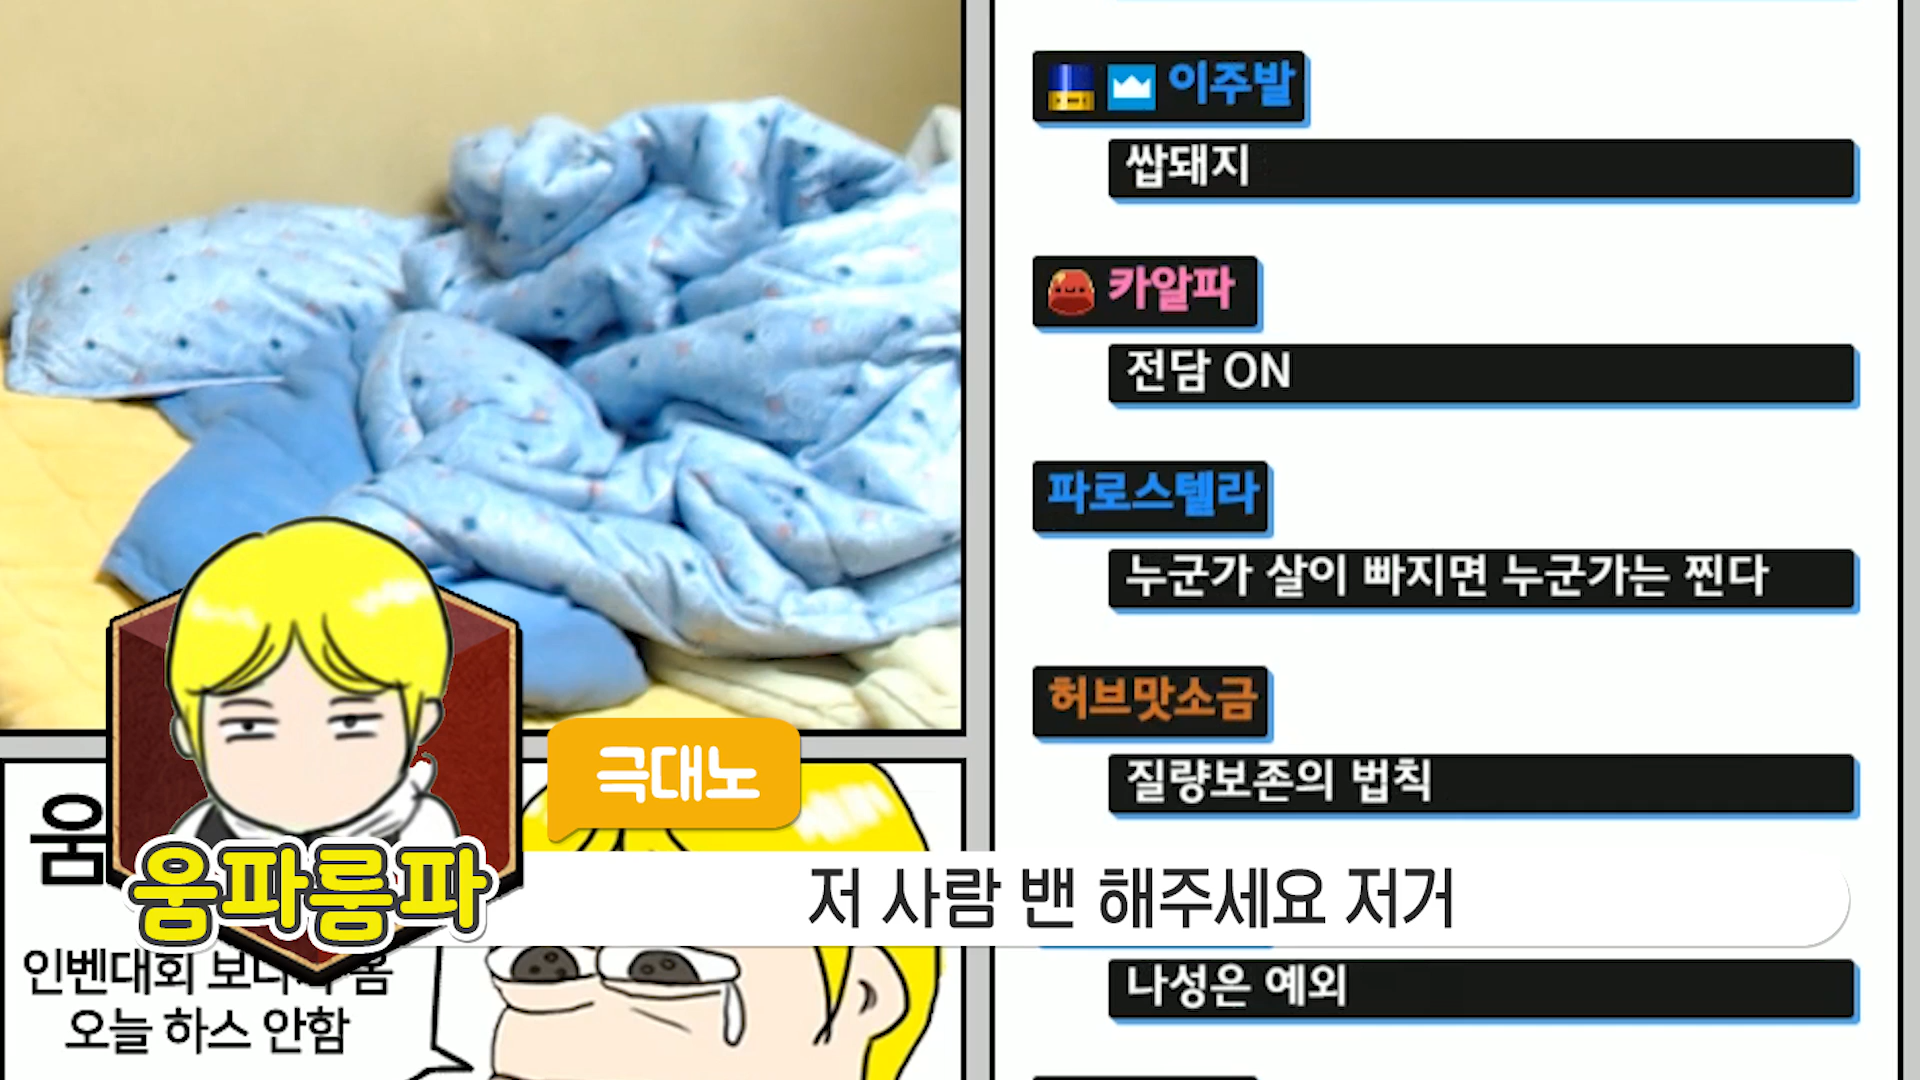 이주발
쌉돼지
카알파
전담 ON
파로스텔라
누군가 살이 빠지면 누군가는 찐다
허브맛소금
질량보존의 법칙
나성은 예외
극대노
움파룸파
저 사람 밴 해주세요 저거
움
인벤대회 옴
오늘 하스 안함